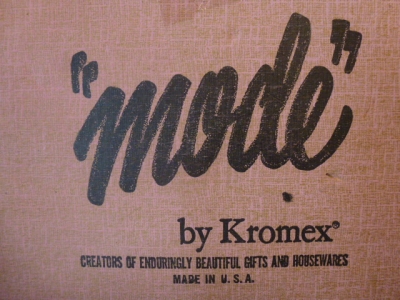 "mode"
by Kromex®
CREATORS OF ENDURINGLY BEAUTIFUL GIFTS AND HOUSEWARES
MADE IN U.S.A.